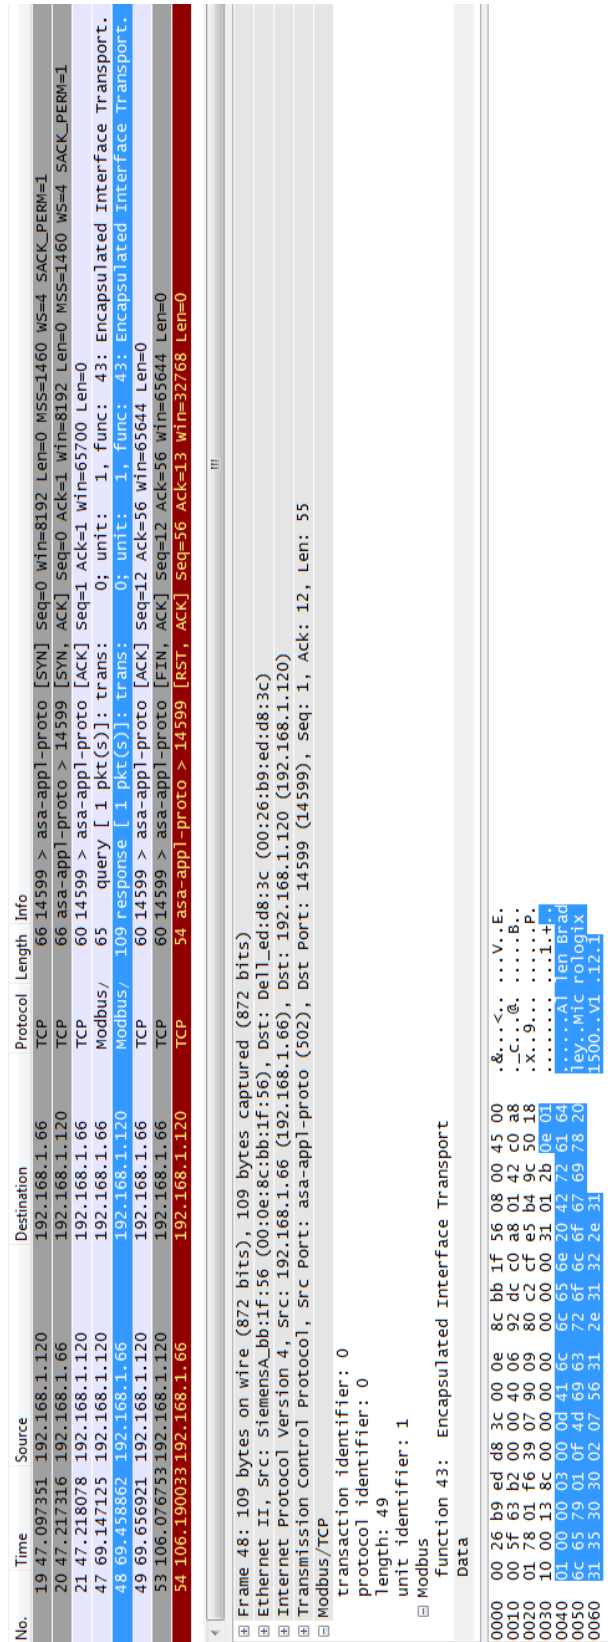 No. Time Source Destination Protocol Length Info
19 47.097351 192.168.1.120 192.168.1.66 TCP 66 14599 > asa-appl-proto [SYN] Seq=0 Win=8192 Len=0 MSS=1460 WS=4 SACK_PERM=1
20 47.217316 192.168.1.66 192.168.1.120 TCP 66 asa-appl-proto > 14599 [SYN, ACK] Seq=0 Ack=1 Win=8192 Len=0 MSS=1460 WS=4 SACK_PERM=1
21 47.218078 192.168.1.120 192.168.1.66 TCP 60 14599 > asa-appl-proto [ACK] Seq=1 Ack=1 Win=65700 Len=0
47 69.147125 192.168.1.120 192.168.1.66 Modbus/ 65 query [ 1 pkt(s)]: trans: 0; unit: 1, func: 43: Encapsulated Interface Transport.
48 69.458862 192.168.1.66 192.168.1.120 Modbus/ 109 response [ 1 pkt(s)]: trans: 0; unit: 1, func: 43: Encapsulated Interface Transport.
49 69.656921 192.168.1.120 192.168.1.66 TCP 60 14599 > asa-appl-proto [ACK] Seq=12 Ack=56 Win=65644 Len=0
53 106.076753 192.168.1.120 192.168.1.66 TCP 60 14599 > asa-appl-proto [FIN, ACK] Seq=12 Ack=56 Win=65644 Len=0
54 106.190033 192.168.1.66 192.168.1.120 TCP 54 asa-appl-proto > 14599 [RST, ACK] Seq=56 Ack=13 Win=32768 Len=0
Frame 48: 109 bytes on wire (872 bits), 109 bytes captured (872 bits)
Ethernet II, Src: SiemensA_bb:1f:56 (00:0e:8c:bb:1f:56), Dst: Dell_ed:d8:3c (00:26:b9:ed:d8:3c)
Internet Protocol Version 4, Src: 192.168.1.66 (192.168.1.66), Dst: 192.168.1.120 (192.168.1.120)
Transmission Control Protocol, Src Port: asa-appl-proto (502), Dst Port: 14599 (14599), Seq: 1, Ack: 12, Len: 55
Modbus/TCP
transaction identifier: 0
protocol identifier: 0
length: 49
unit identifier: 1
Modbus
function 43: Encapsulated Interface Transport
Data
0000 00 26 b9 ed d8 3c 00 0e 8c bb 1f 56 08 00 45 00 .&...<.. ...V..E.
0010 00 5f 63 b2 00 00 40 06 92 dc c0 a8 01 42 c0 a8 ._c...@. .....B..
0020 01 78 01 f6 39 07 90 09 80 c2 cf e5 b4 9c 50 18 .x..9... ......P.
0030 10 00 13 8c 00 00 00 00 00 00 00 31 01 2b 0e 01 ........ ...1.+..
0040 01 00 00 03 00 0d 41 6c 6c 65 6e 20 42 72 61 64 ......Al len Brad
0050 6c 65 79 01 0f 4d 69 63 72 6f 6c 6f 67 69 78 20 ley..Mic rologix
0060 31 35 30 30 02 07 56 31 2e 31 32 2e 31 1500..V1 .12.1